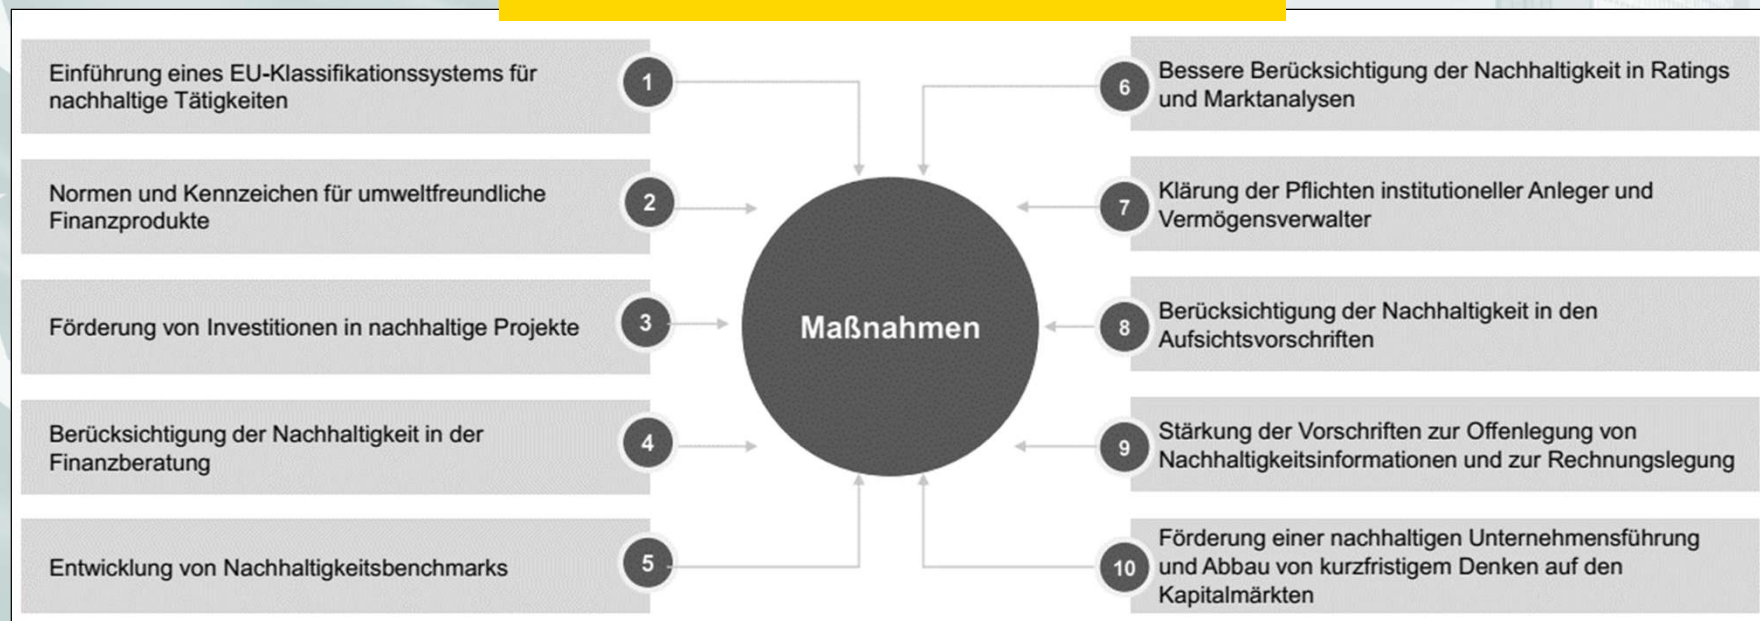 Einführung eines EU-Klassifikationssystems für
nachhaltige Tätigkeiten
1
Normen und Kennzeichen für umweltfreundliche
Finanzprodukte
2
Förderung von Investitionen in nachhaltige Projekte
3
Berücksichtigung der Nachhaltigkeit in der
Finanzberatung
4
Entwicklung von Nachhaltigkeitsbenchmarks
5
Maßnahmen
6
Bessere Berücksichtigung der Nachhaltigkeit in Ratings
und Marktanalysen
7
Klärung der Pflichten institutioneller Anleger und
Vermögensverwalter
8
Berücksichtigung der Nachhaltigkeit in den
Aufsichtsvorschriften
9
Stärkung der Vorschriften zur Offenlegung von
Nachhaltigkeitsinformationen und zur Rechnungslegung
10
Förderung einer nachhaltigen Unternehmensführung
und Abbau von kurzfristigem Denken auf den
Kapitalmärkten